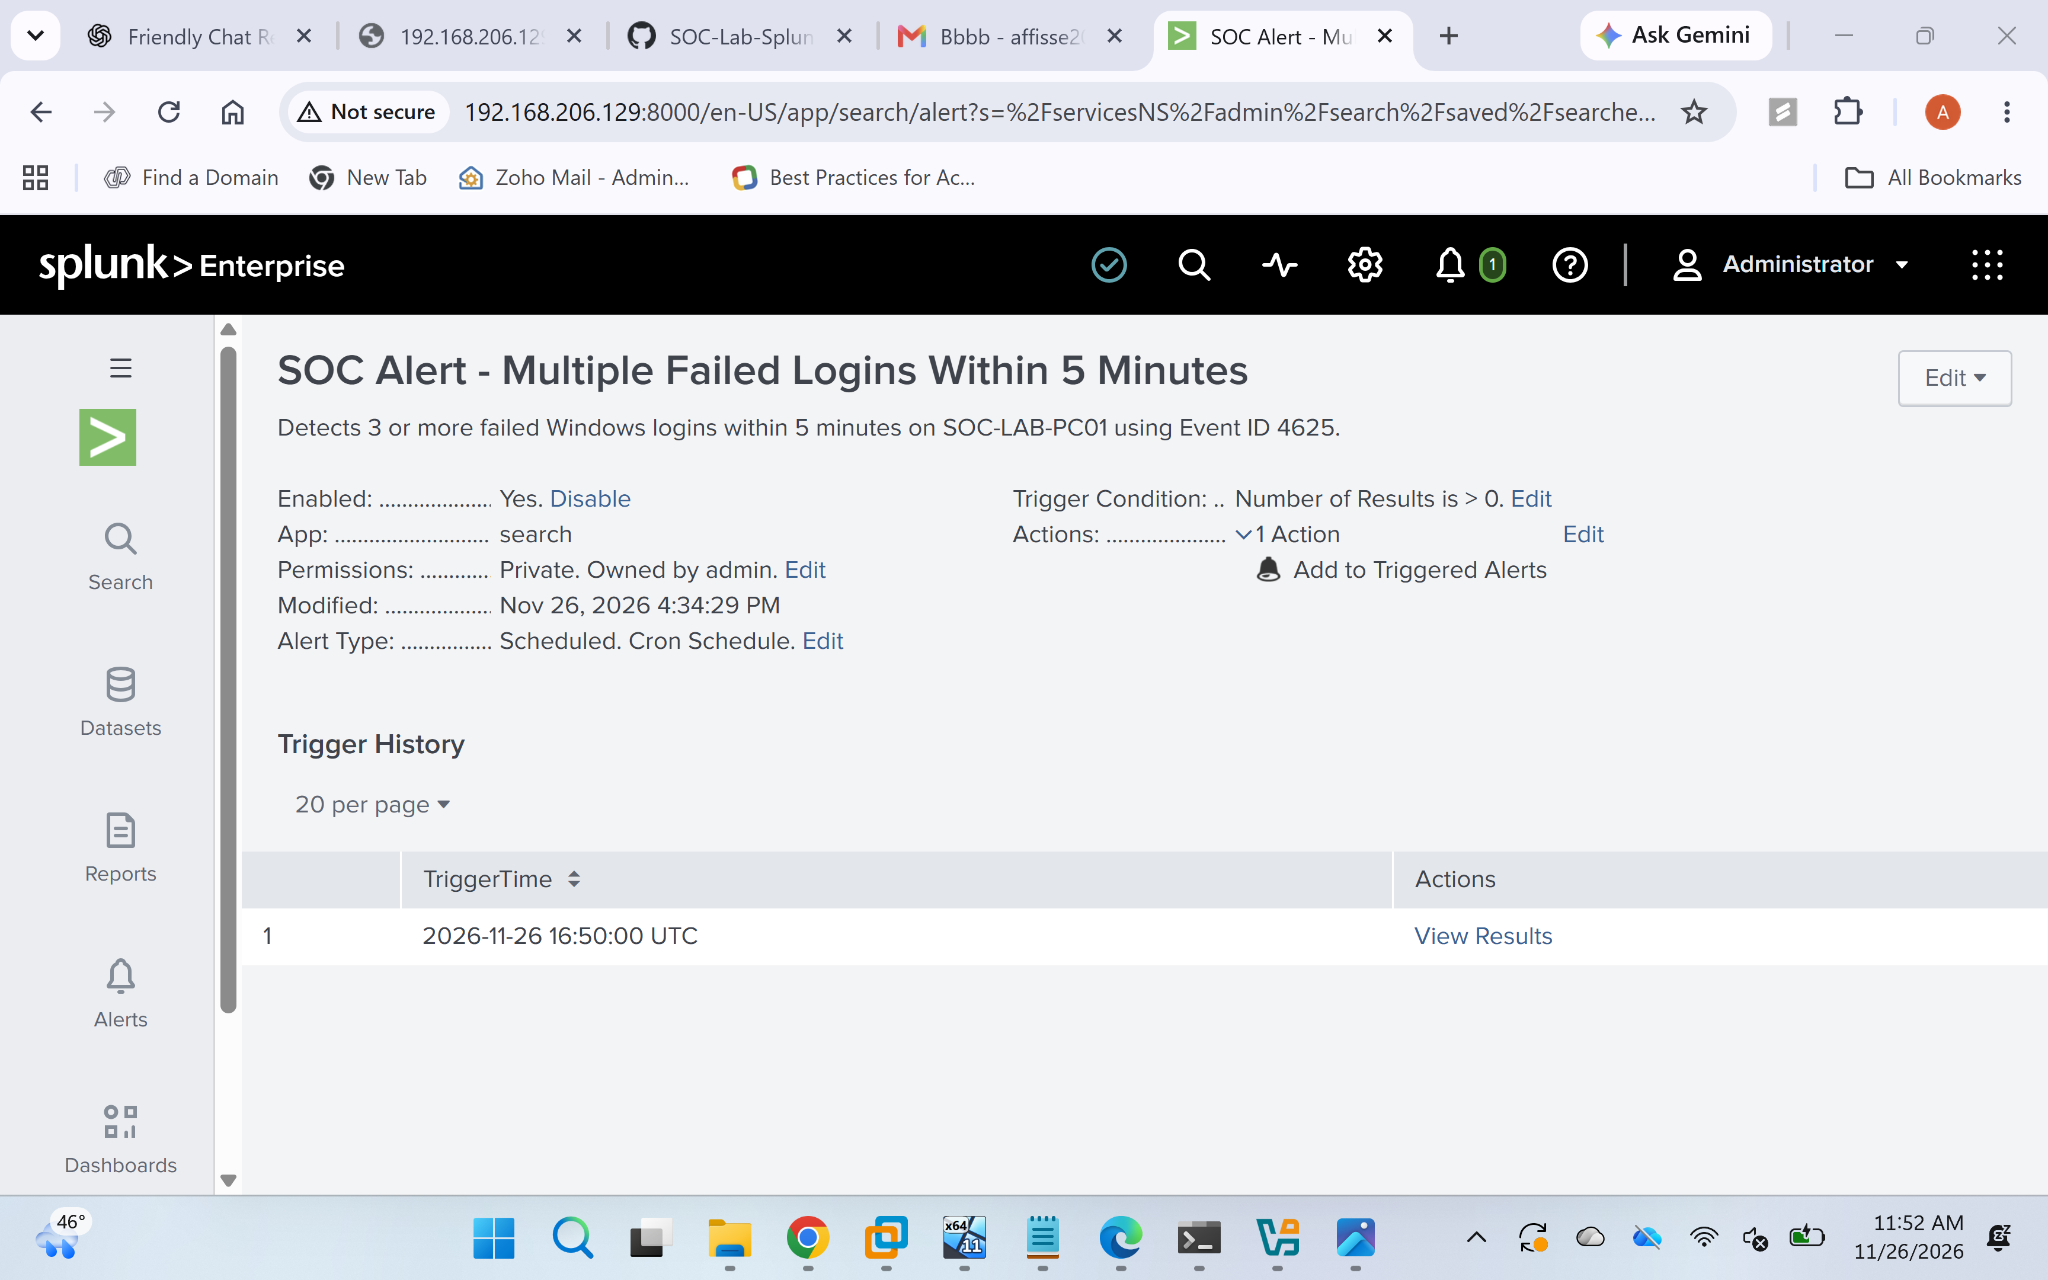 Friendly Chat Re
192.168.206.129
SOC-Lab-Splun
Bbbb - affisse20
SOC Alert - Mu
Ask Gemini
Not secure
192.168.206.129:8000/en-US/app/search/alert?s=%2FservicesNS%2Fadmin%2Fsearch%2Fsaved%2Fsearche...
A
Find a Domain
New Tab
Zoho Mail - Admin...
Best Practices for Ac...
All Bookmarks
splunk>Enterprise
1
Administrator
Search
Datasets
Reports
Alerts
Dashboards
SOC Alert - Multiple Failed Logins Within 5 Minutes
Edit
Detects 3 or more failed Windows logins within 5 minutes on SOC-LAB-PC01 using Event ID 4625.
Enabled: .................... Yes. Disable
App: ........................... search
Permissions: ............. Private. Owned by admin. Edit
Modified: ................... Nov 26, 2026 4:34:29 PM
Alert Type: ................ Scheduled. Cron Schedule. Edit
Trigger Condition: .. Number of Results is > 0. Edit
Actions: ..................... 1 Action Edit
Add to Triggered Alerts
Trigger History
20 per page
TriggerTime Actions
1 2026-11-26 16:50:00 UTC View Results
46°
x64
11
11:52 AM
11/26/2026